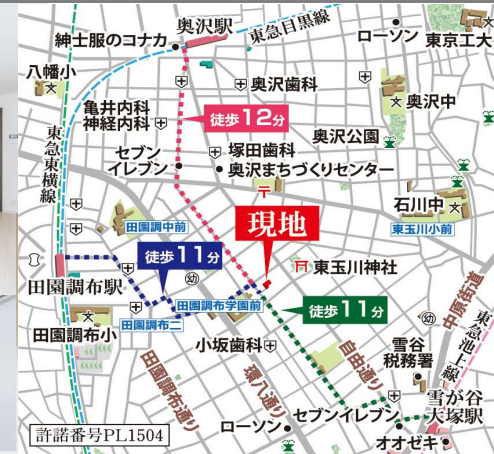 奥沢駅
東急目黒線
ローソン
東京工大
紳士服のコナカ
八幡小
奥沢歯科
奥沢中
亀井内科
神経内科
徒歩12分
奥沢公園
東急東横線
セブン
イレブン
塚田歯科
奥沢まちづくりセンター
石川中
田園調布中前
現地
東玉川小前
徒歩11分
幼
東玉川神社
田園調布駅
田園調布学園前
徒歩11分
中原街道
田園調布二
幼
田園調布小
小坂歯科
自由通り
雪谷
税務署
東急池上線
田園調布通り
環八通り
雪が谷
大塚駅
セブンイレブン
許諾番号PL1504
ローソン
オオゼキ